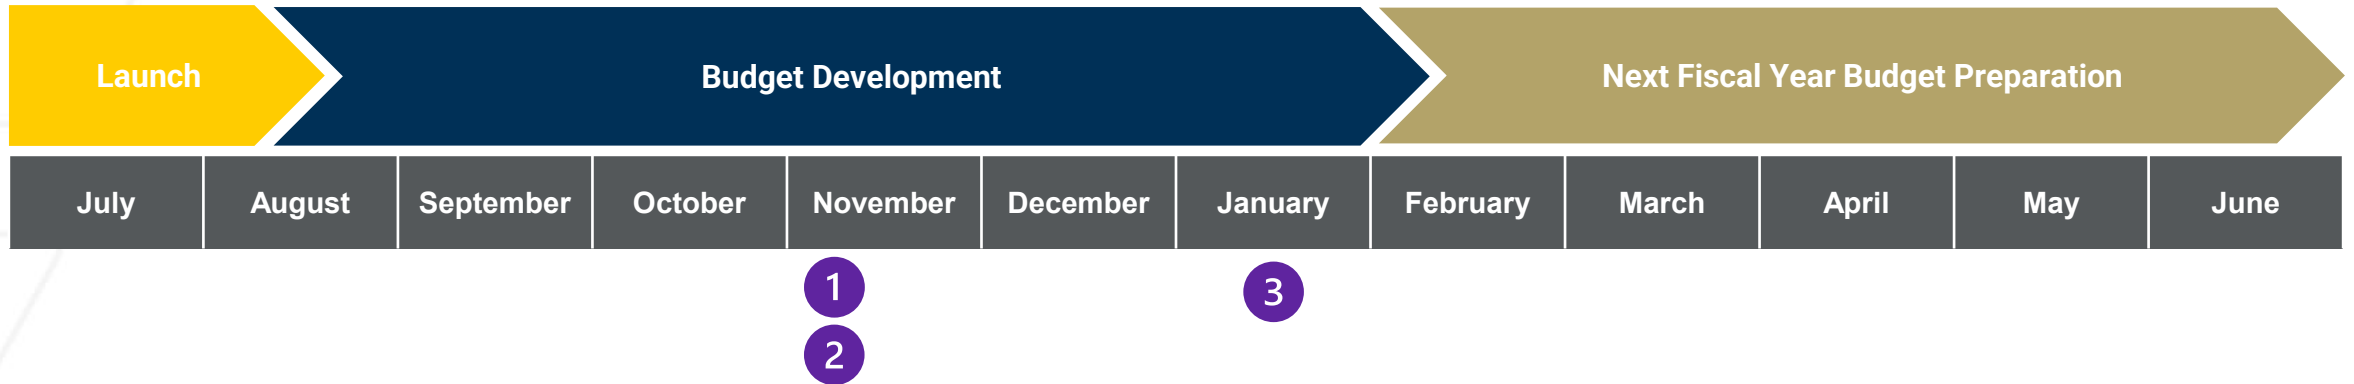 Launch
Budget Development
Next Fiscal Year Budget Preparation
July August September October November December January February March April May June
1 3
2